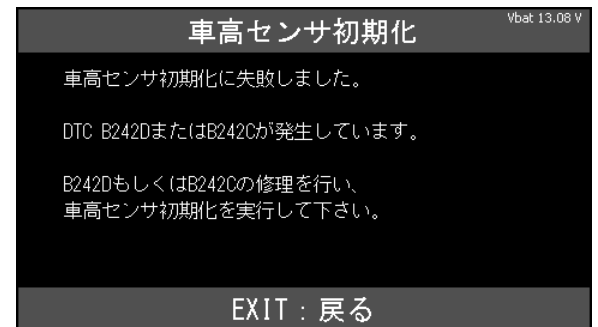 車高センサ初期化
Vbat 13.08 V
車高センサ初期化に失敗しました。
DTC B242DまたはB242Cが発生しています。
B242DもしくはB242Cの修理を行い、
車高センサ初期化を実行して下さい。
EXIT：戻る